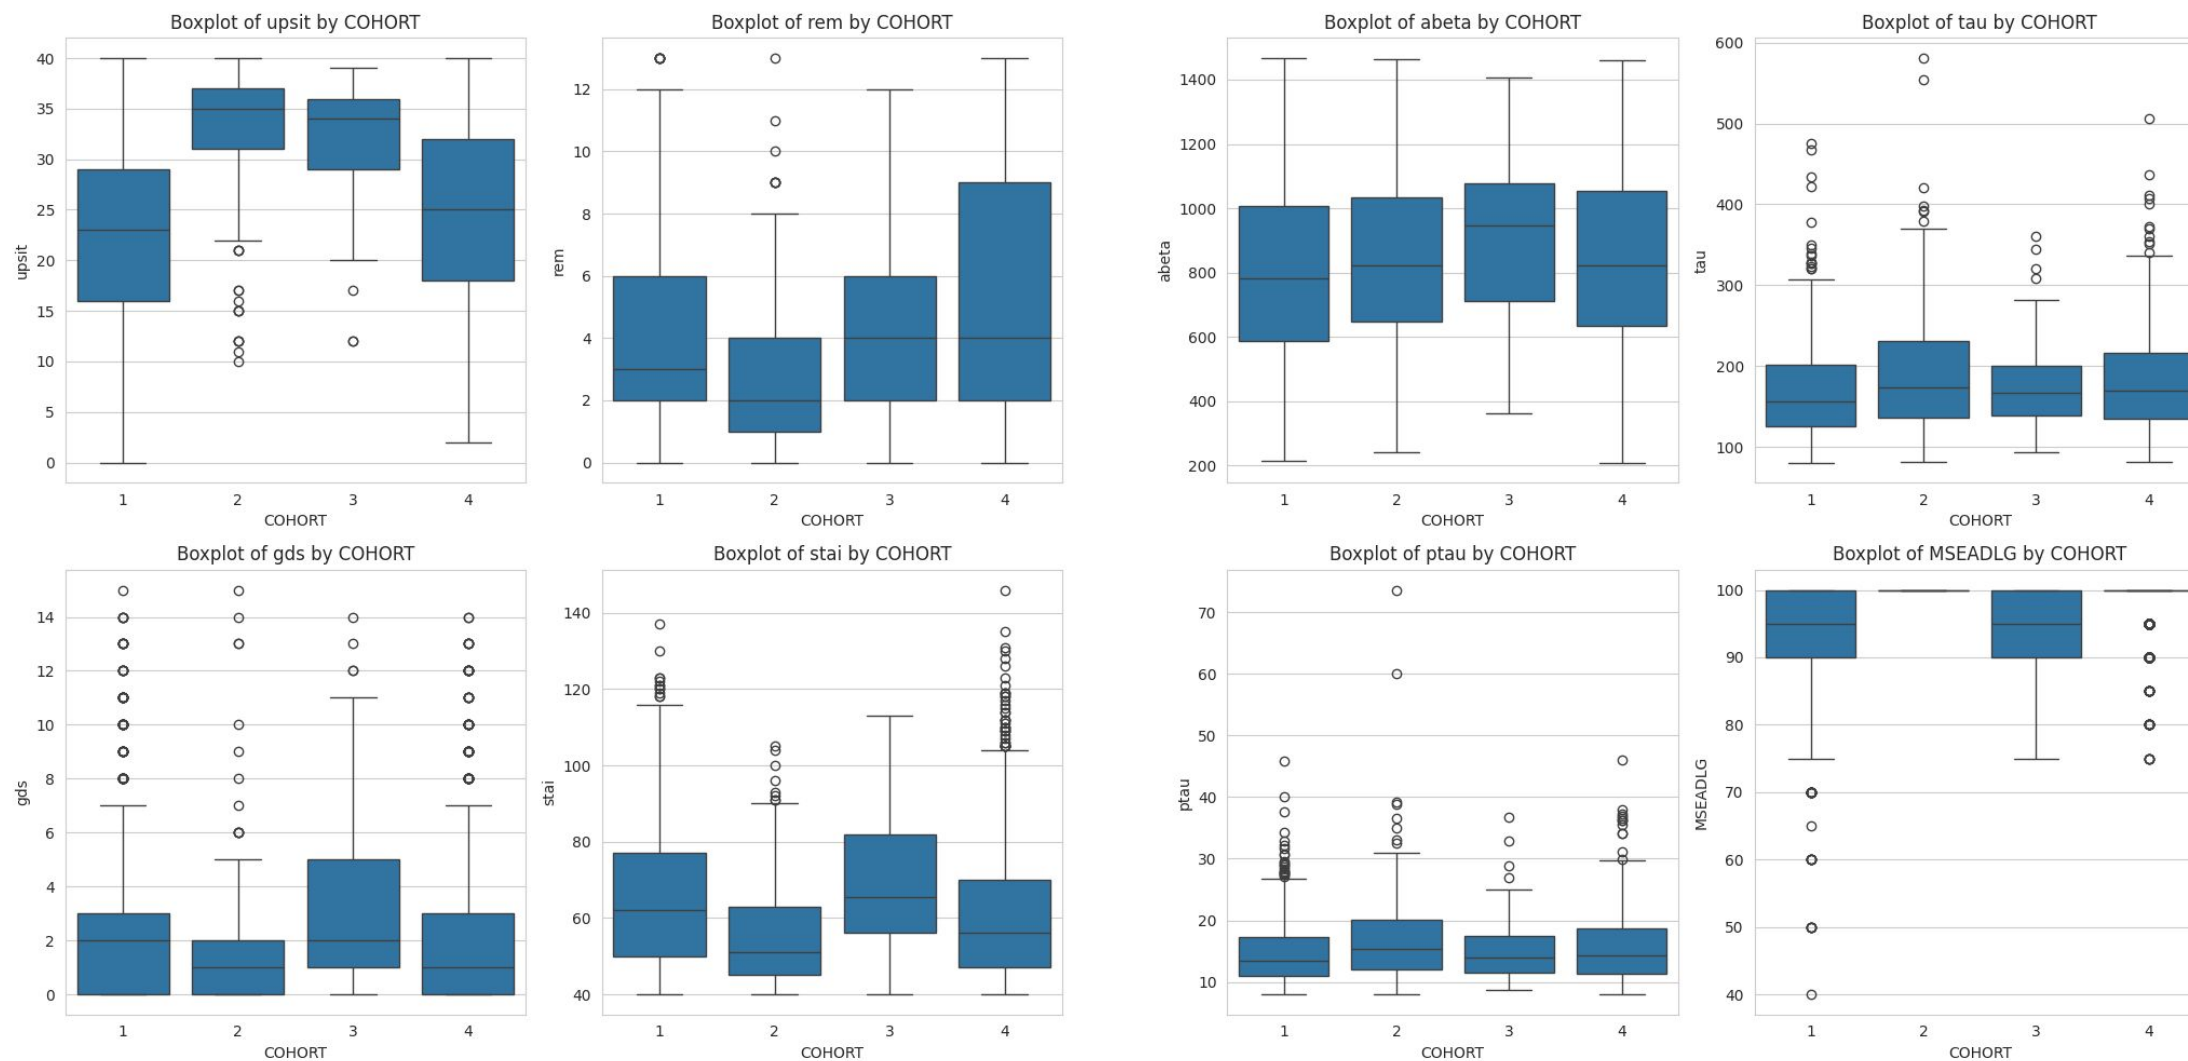 Boxplot of upsit by COHORT
40
35
30
25
20
15
10
5
0
upsit
1 2 3 4
COHORT
Boxplot of rem by COHORT
12
10
8
6
4
2
0
rem
1 2 3 4
COHORT
Boxplot of abeta by COHORT
1400
1200
1000
800
600
400
200
abeta
1 2 3 4
COHORT
Boxplot of tau by COHORT
600
500
400
300
200
100
tau
1 2 3 4
COHORT
Boxplot of gds by COHORT
14
12
10
8
6
4
2
0
gds
1 2 3 4
COHORT
Boxplot of stai by COHORT
140
120
100
80
60
40
stai
1 2 3 4
COHORT
Boxplot of ptau by COHORT
70
60
50
40
30
20
10
ptau
1 2 3 4
COHORT
Boxplot of MSEADLG by COHORT
100
90
80
70
60
50
40
MSEADLG
1 2 3 4
COHORT